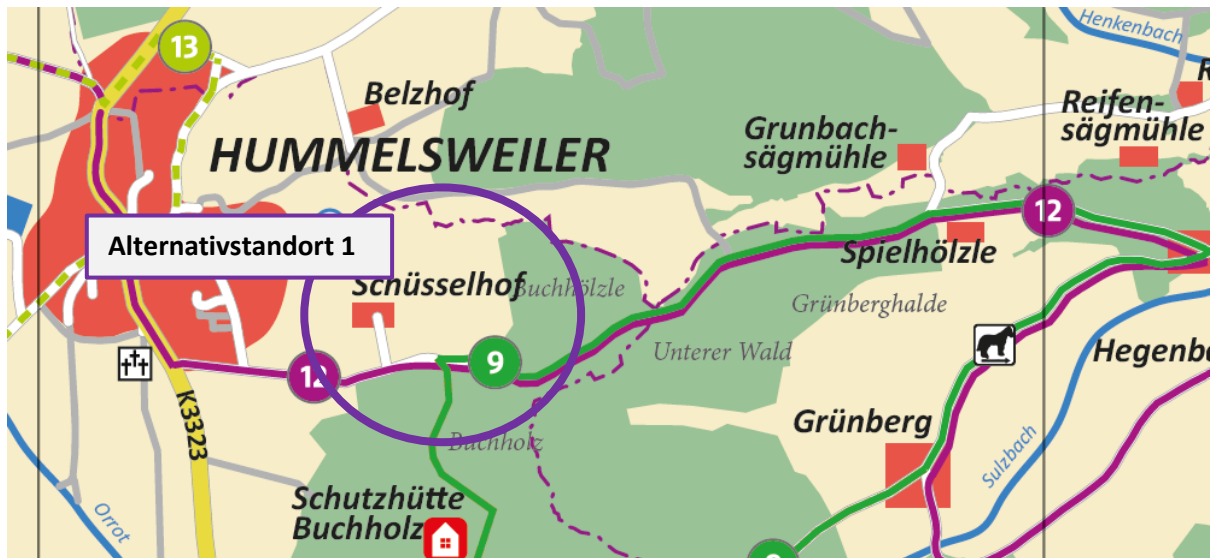 13
Henkenbach
Belzhof
Reifen-
sägmühle
Grunbach-
sägmühle
HUMMELSWEILER
12
Alternativstandort 1
Spielhölzle
Schüsselhof
Buchhölzle
Grünberghalde
Unterer Wald
Hegenb
9
12
K3323
Grünberg
Buchholz
Sulzbach
Schutzhütte
Buchholz
Orrot